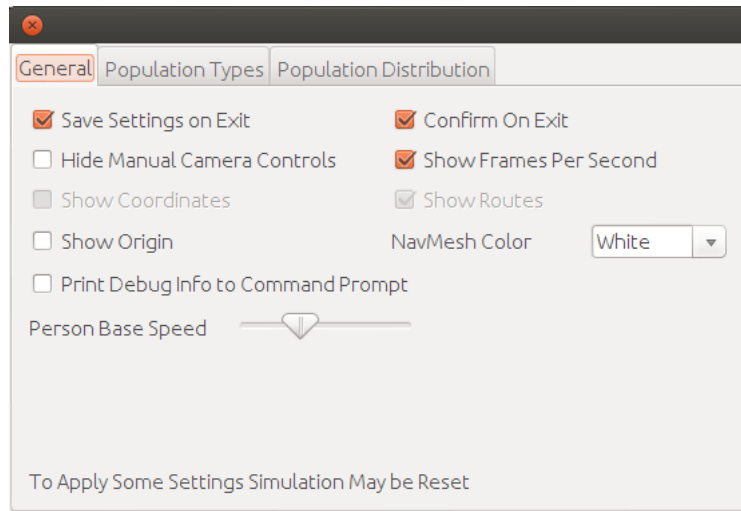 General Population Types Population Distribution
Save Settings on Exit Confirm On Exit
Hide Manual Camera Controls Show Frames Per Second
Show Coordinates Show Routes
Show Origin NavMesh Color White
Print Debug Info to Command Prompt
Person Base Speed
To Apply Some Settings Simulation May be Reset